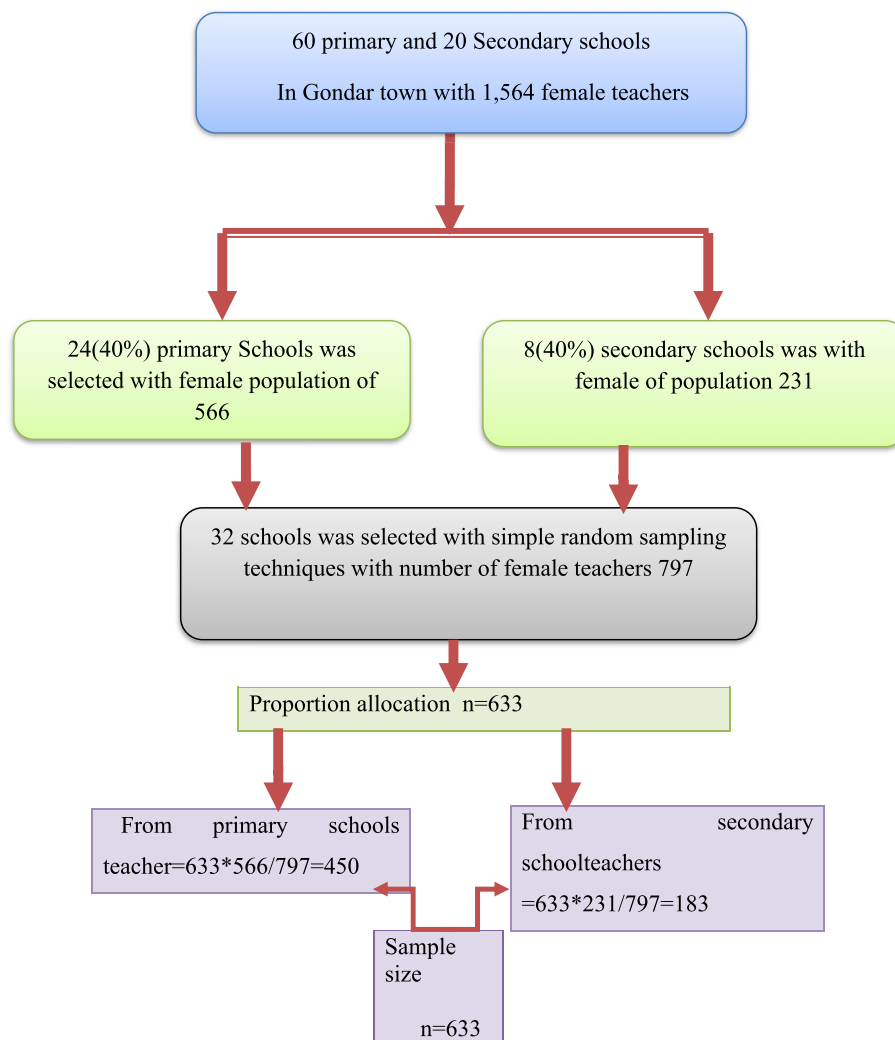 60 primary and 20 Secondary schools
In Gondar town with 1,564 female teachers
24(40%) primary Schools was
selected with female population of
566
8(40%) secondary schools was with
female of population 231
32 schools was selected with simple random sampling
techniques with number of female teachers 797
Proportion allocation n=633
From primary schools
teacher=633*566/797=450
From secondary
schoolteachers
=633*231/797=183
Sample
size
n=633